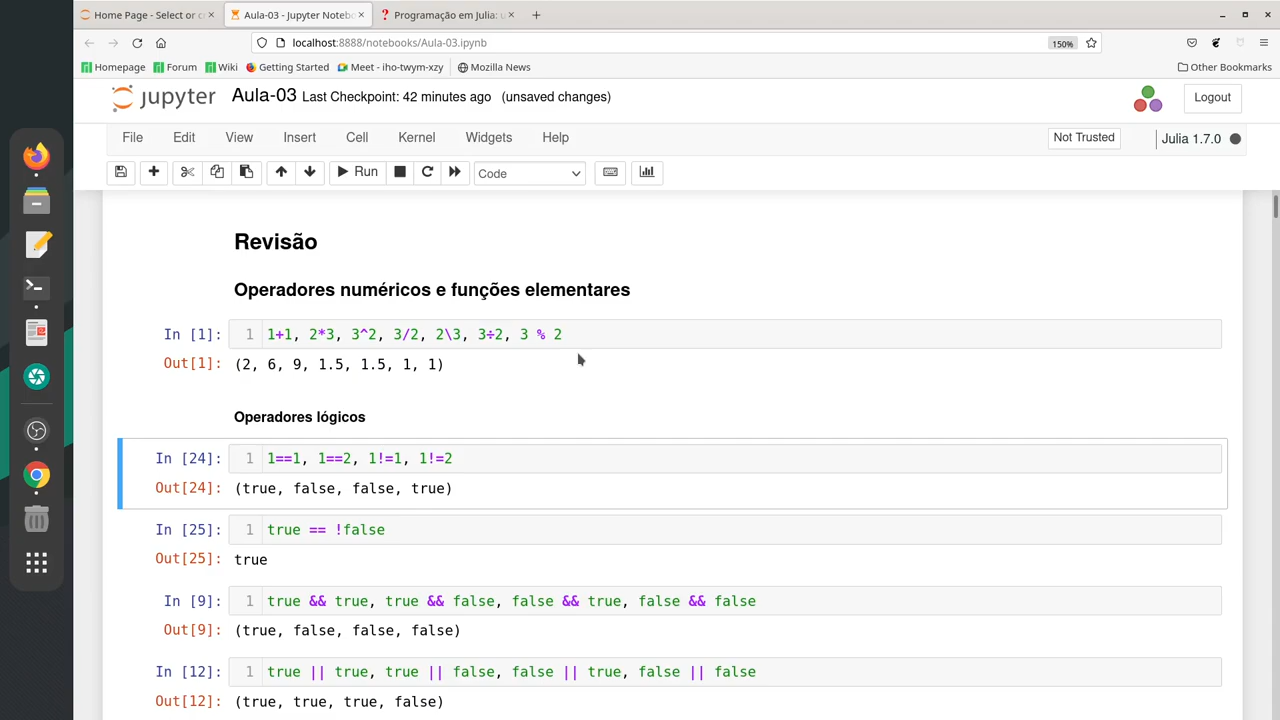 Home Page - Select or c
Aula-03 - Jupyter Noteb
Programação em Julia: u
localhost:8888/notebooks/Aula-03.ipynb
150%
Homepage
Forum
Wiki
Getting Started
Meet - iho-twym-xzy
Mozilla News
Other Bookmarks
jupyter
Aula-03 Last Checkpoint: 42 minutes ago (unsaved changes)
Logout
File Edit View Insert Cell Kernel Widgets Help
Not Trusted
Julia 1.7.0
Run
Code
Revisão
Operadores numéricos e funções elementares
In [1]: 1 1+1, 2*3, 3^2, 3/2, 2\3, 3÷2, 3 % 2
Out[1]: (2, 6, 9, 1.5, 1.5, 1, 1)
Operadores lógicos
In [24]: 1 1==1, 1==2, 1!=1, 1!=2
Out[24]: (true, false, false, true)
In [25]: 1 true == !false
Out[25]: true
In [9]: 1 true && true, true && false, false && true, false && false
Out[9]: (true, false, false, false)
In [12]: 1 true || true, true || false, false || true, false || false
Out[12]: (true, true, true, false)